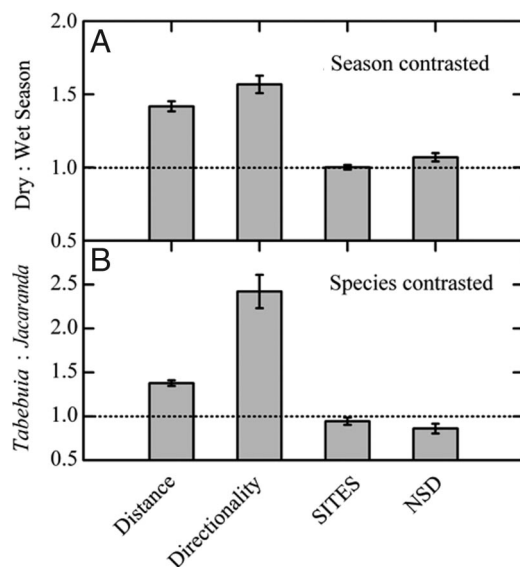 A
Season contrasted
Dry : Wet Season
2.0
1.5
1.0
0.5
B
Species contrasted
Tabebuia : Jacaranda
2.5
2.0
1.5
1.0
0.5
Distance
Directionality
SITES
NSD